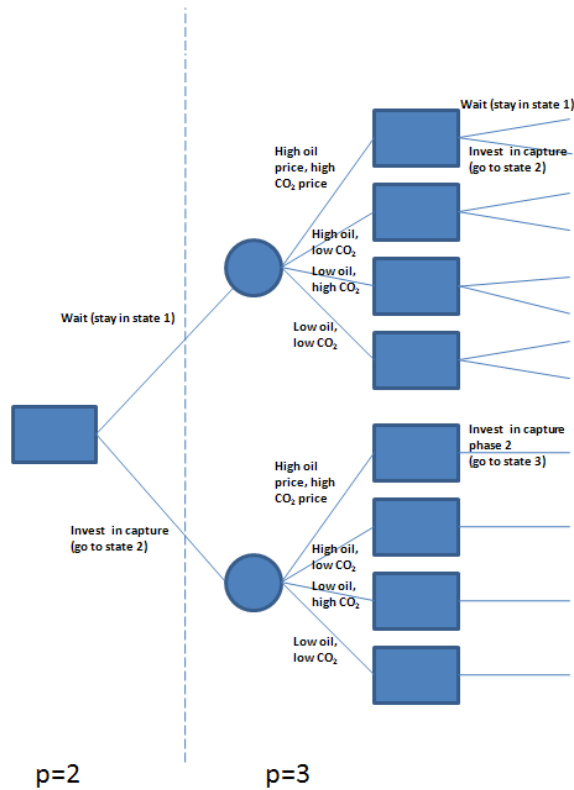 Wait (stay in state 1)
High oil
price, high
CO₂ price
Invest in capture
(go to state 2)
High oil,
low CO₂
Low oil,
high CO₂
Wait (stay in state 1)
Low oil,
low CO₂
Invest in capture
phase 2
(go to state 3)
High oil
price, high
CO₂ price
Invest in capture
(go to state 2)
High oil,
low CO₂
Low oil,
high CO₂
Low oil,
low CO₂
p=2
p=3